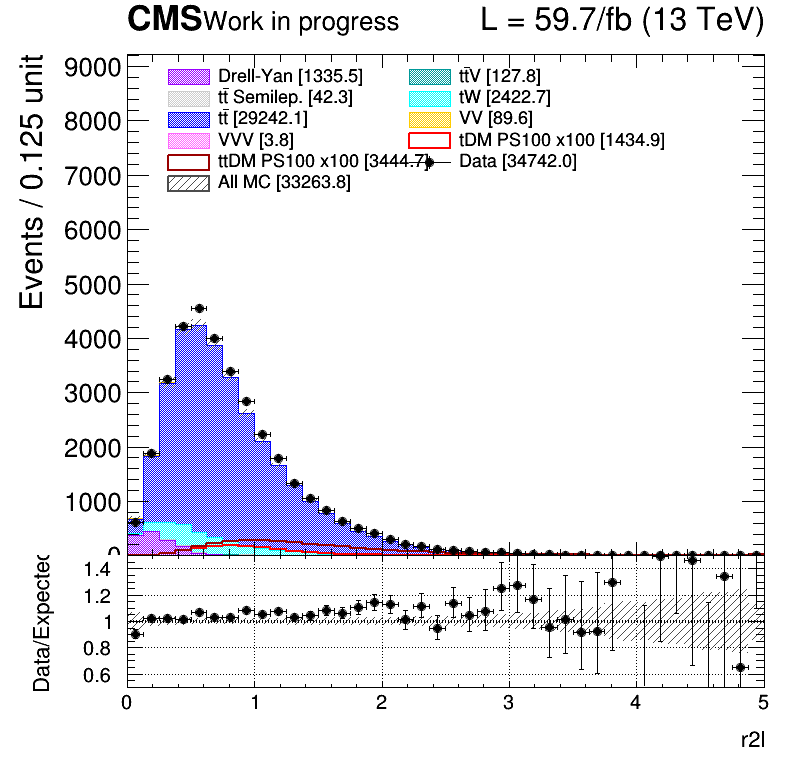 CMS Work in progress L = 59.7/fb (13 TeV)
Events / 0.125 unit
9000
8000
7000
6000
5000
4000
3000
2000
1000
0
Drell-Yan [1335.5]
tt̄V [127.8]
tt̄ Semilep. [42.3]
tW [2422.7]
tt̄ [29242.1]
VV [89.6]
VVV [3.8]
tDM PS100 x100 [1434.9]
ttDM PS100 x100 [3444.7]
Data [34742.0]
All MC [33263.8]
Data/Expected
1.4
1.2
1
0.8
0.6
0 1 2 3 4 5
r2l